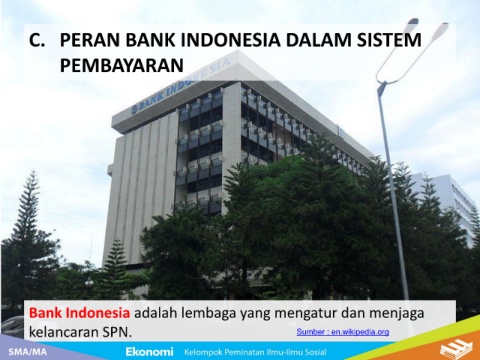 C. PERAN BANK INDONESIA DALAM SISTEM
PEMBAYARAN
BANK INDONESIA
Bank Indonesia adalah lembaga yang mengatur dan menjaga
kelancaran SPN.
Sumber : en.wikipedia.org
SMA/MA
Ekonomi Kelompok Peminatan Ilmu-Ilmu Sosial